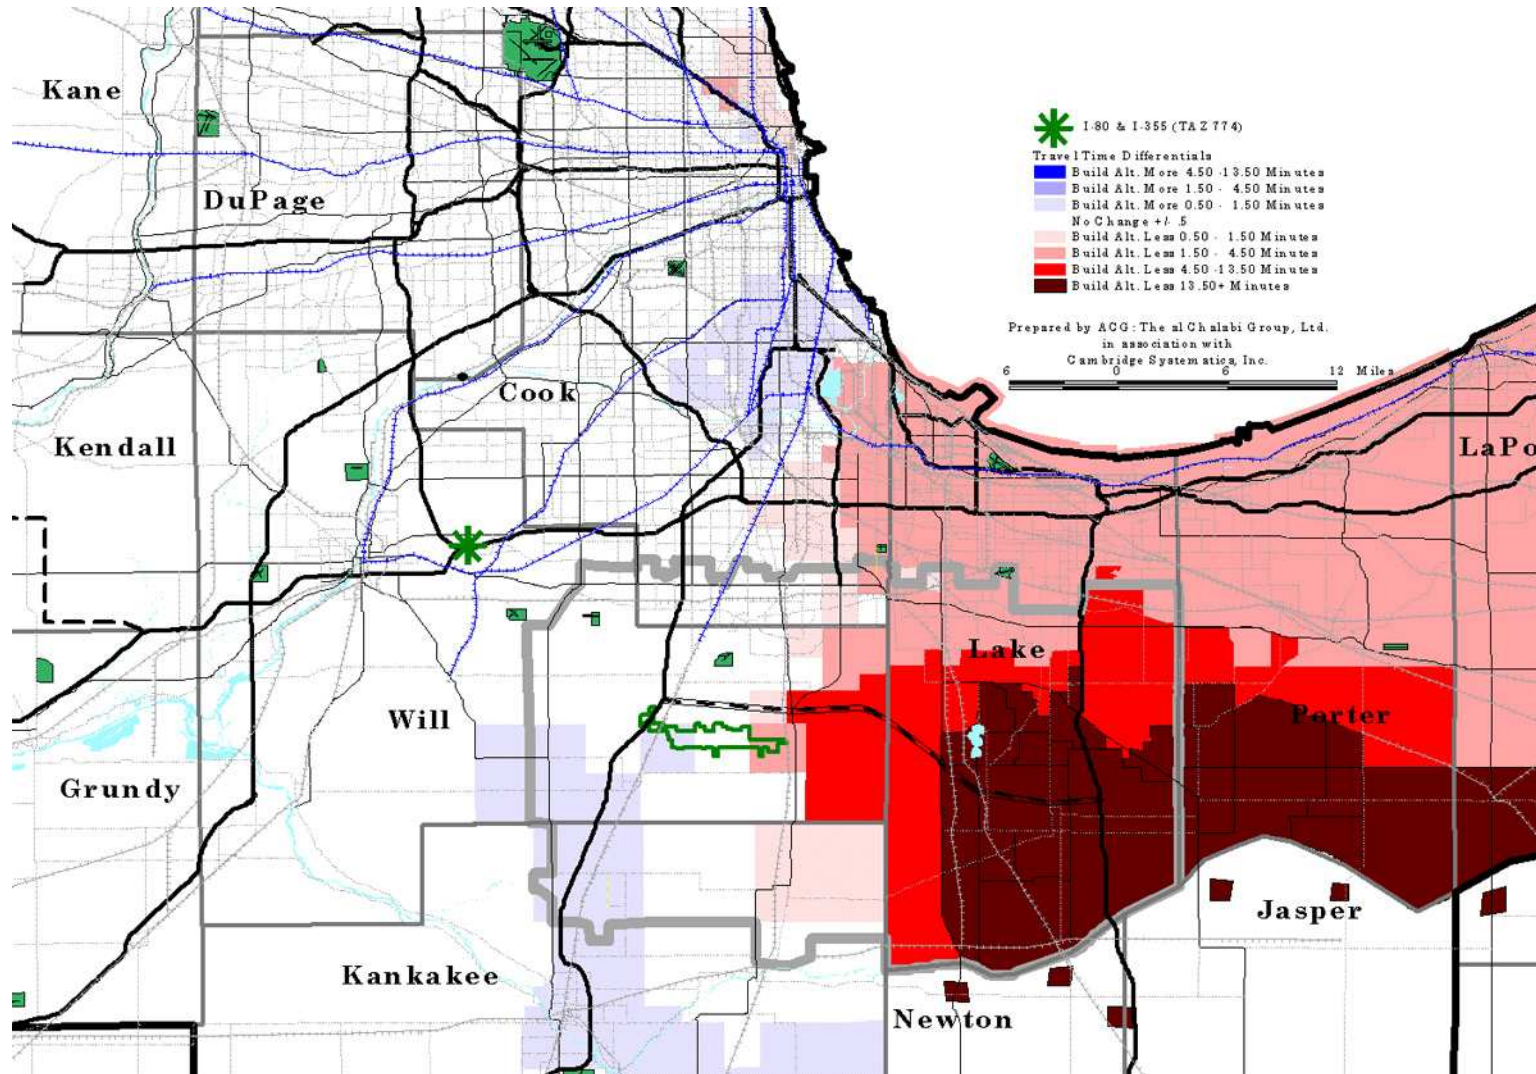 Kane
I-80 & I-355 (TAZ 774)
Travel Time Differentials
Build Alt. More 4.50 -13.50 Minutes
Build Alt. More 1.50 - 4.50 Minutes
Build Alt. More 0.50 - 1.50 Minutes
No Change +/- .5
Build Alt. Less 0.50 - 1.50 Minutes
Build Alt. Less 1.50 - 4.50 Minutes
Build Alt. Less 4.50 -13.50 Minutes
Build Alt. Less 13.50+ Minutes
DuPage
Prepared by ACG: The al Chalabi Group, Ltd.
in association with
Cambridge Systematics, Inc.
6 0 6 12 Miles
Cook
Kendall
LaPo
Lake
Will
Porter
Grundy
Jasper
Kankakee
Newton